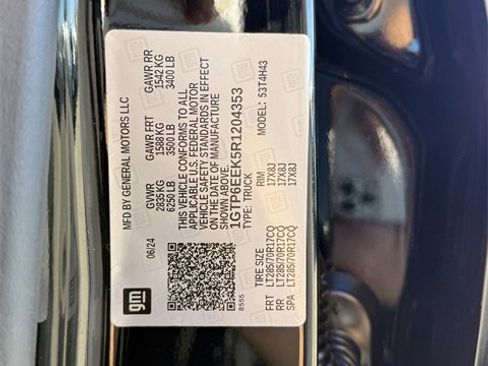 MFD BY GENERAL MOTORS LLC
06/24
GVWR GAWR FRT GAWR RR
2835 KG 1588 KG 1542 KG
6250 LB 3500 LB 3400 LB
THIS VEHICLE CONFORMS TO ALL
APPLICABLE U.S. FEDERAL MOTOR
VEHICLE SAFETY STANDARDS IN EFFECT
ON THE DATE OF MANUFACTURE
SHOWN ABOVE.
1GTP6EEK5R1204353
TYPE: TRUCK MODEL: 53T4H43
gm
8555
TIRE SIZE RIM
FRT LT285/70R17CQ 17X8J
RR LT285/70R17CQ 17X8J
SPA LT285/70R17CQ 17X8J